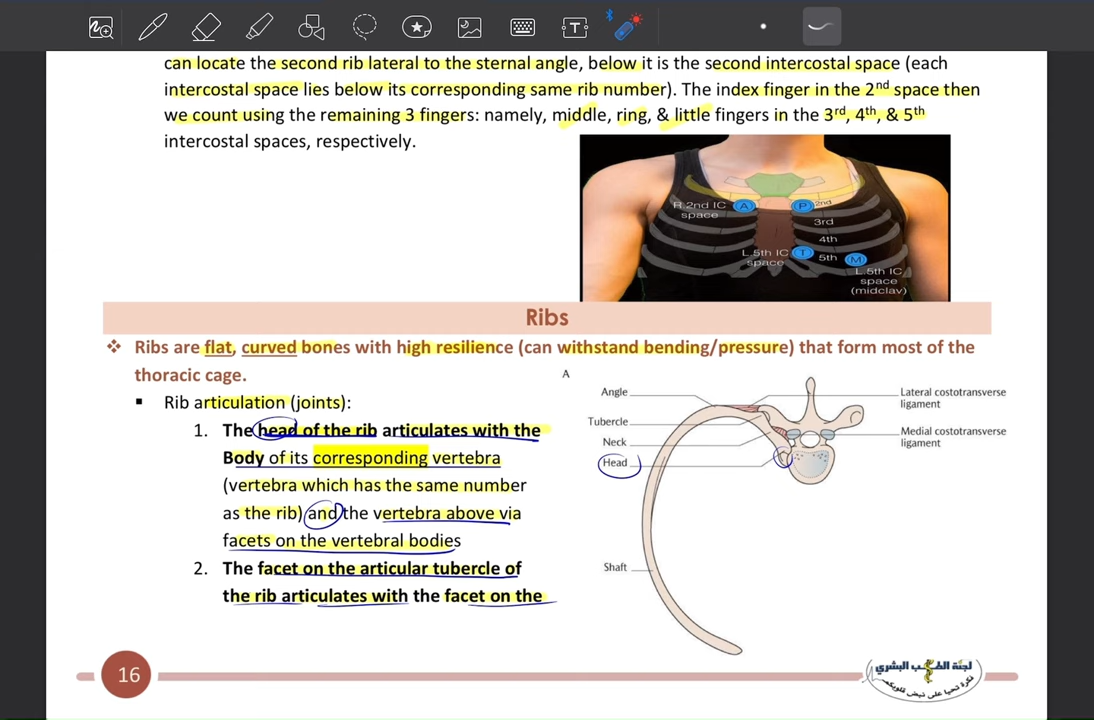 can locate the second rib lateral to the sternal angle, below it is the second intercostal space (each
intercostal space lies below its corresponding same rib number). The index finger in the 2nd space then
we count using the remaining 3 fingers: namely, middle, ring, & little fingers in the 3rd, 4th, & 5th
intercostal spaces, respectively.
R.2nd IC
space
A
P
2nd
3rd
4th
L.5th IC
space
T
5th
M
L.5th IC
space
(midclav)
Ribs
❖ Ribs are flat, curved bones with high resilience (can withstand bending/pressure) that form most of the
thoracic cage.
▪ Rib articulation (joints):
1. The head of the rib articulates with the
Body of its corresponding vertebra
(vertebra which has the same number
as the rib) and the vertebra above via
facets on the vertebral bodies
2. The facet on the articular tubercle of
the rib articulates with the facet on the
A
Angle
Tubercle
Neck
Head
Shaft
Lateral costotransverse
ligament
Medial costotransverse
ligament
16
لجنة الطب البشري
فكرة تحيا على نبض قلوبكم